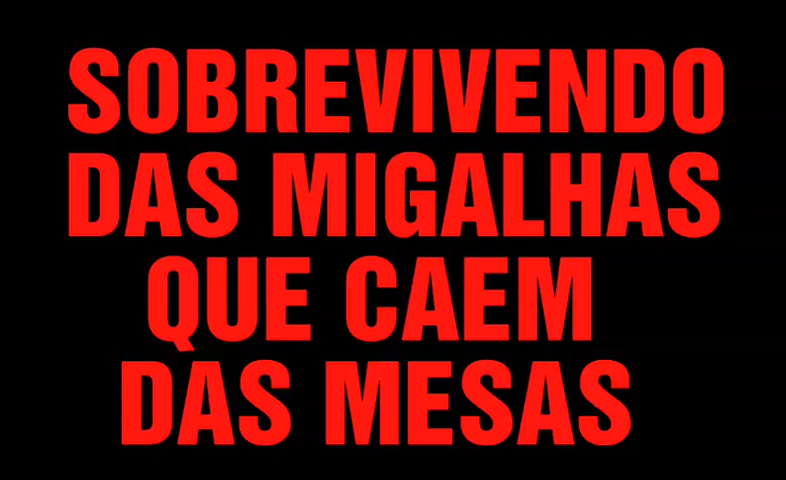 SOBREVIVENDO
DAS MIGALHAS
QUE CAEM
DAS MESAS